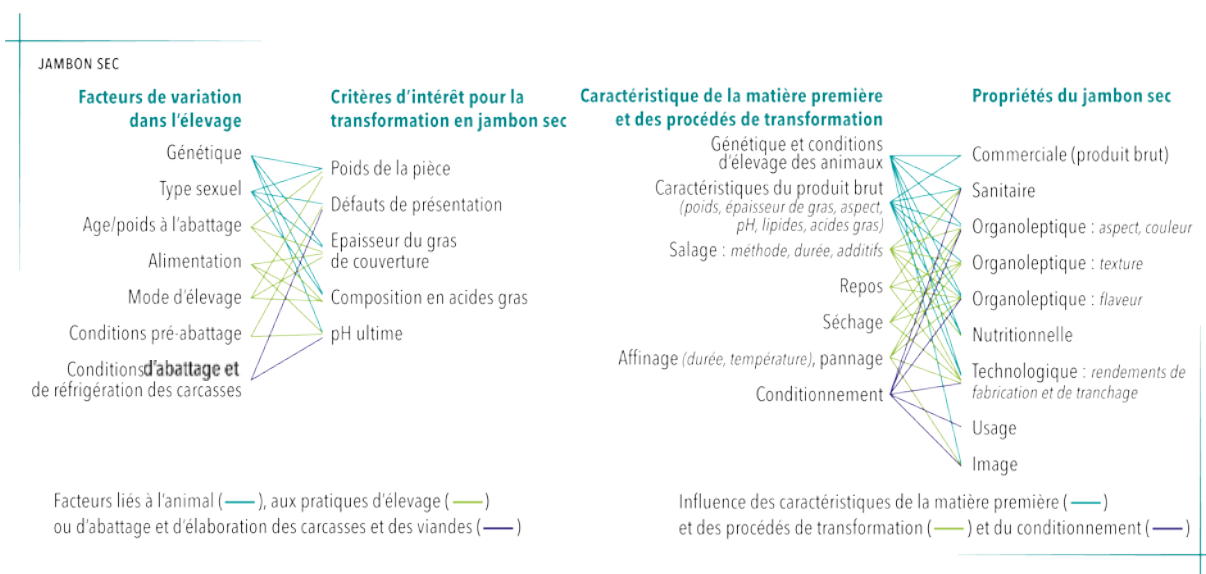 JAMBON SEC
Facteurs de variation
dans l'élevage
Génétique
Type sexuel
Age/poids à l'abattage
Alimentation
Mode d'élevage
Conditions pré-abattage
Conditions d'abattage et
de réfrigération des carcasses
Critères d'intérêt pour la
transformation en jambon sec
Poids de la pièce
Défauts de présentation
Epaisseur du gras
de couverture
Composition en acides gras
pH ultime
Facteurs liés à l'animal ( ), aux pratiques d'élevage ( )
ou d'abattage et d'élaboration des carcasses et des viandes ( )
Caractéristique de la matière première
et des procédés de transformation
Génétique et conditions
d'élevage des animaux
Caractéristiques du produit brut
(poids, épaisseur de gras, aspect,
pH, lipides, acides gras)
Salage : méthode, durée, additifs
Repos
Séchage
Affinage (durée, température), pannage
Conditionnement
Propriétés du jambon sec
Commerciale (produit brut)
Sanitaire
Organoleptique : aspect, couleur
Organoleptique : texture
Organoleptique : flaveur
Nutritionnelle
Technologique : rendements de
fabrication et de tranchage
Usage
Image
Influence des caractéristiques de la matière première ( )
et des procédés de transformation ( ) et du conditionnement ( )